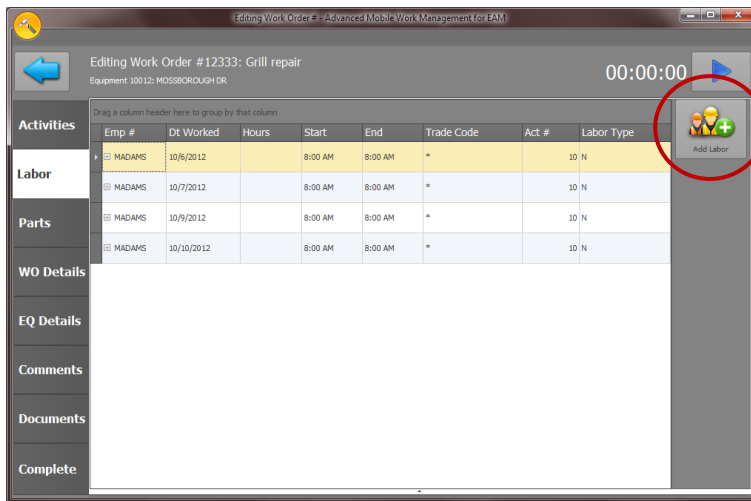 Editing Work Order # - Advanced Mobile Work Management for EAM
Editing Work Order #12333: Grill repair
Equipment 10012: MOSSBOROUGH DR
00:00:00
Activities
Labor
Parts
WO Details
EQ Details
Comments
Documents
Complete
Drag a column header here to group by that column
Emp # Dt Worked Hours Start End Trade Code Act # Labor Type
MADAMS 10/6/2012 8:00 AM 8:00 AM * 10 N
MADAMS 10/7/2012 8:00 AM 8:00 AM * 10 N
MADAMS 10/9/2012 8:00 AM 8:00 AM * 10 N
MADAMS 10/10/2012 8:00 AM 8:00 AM * 10 N
Add Labor